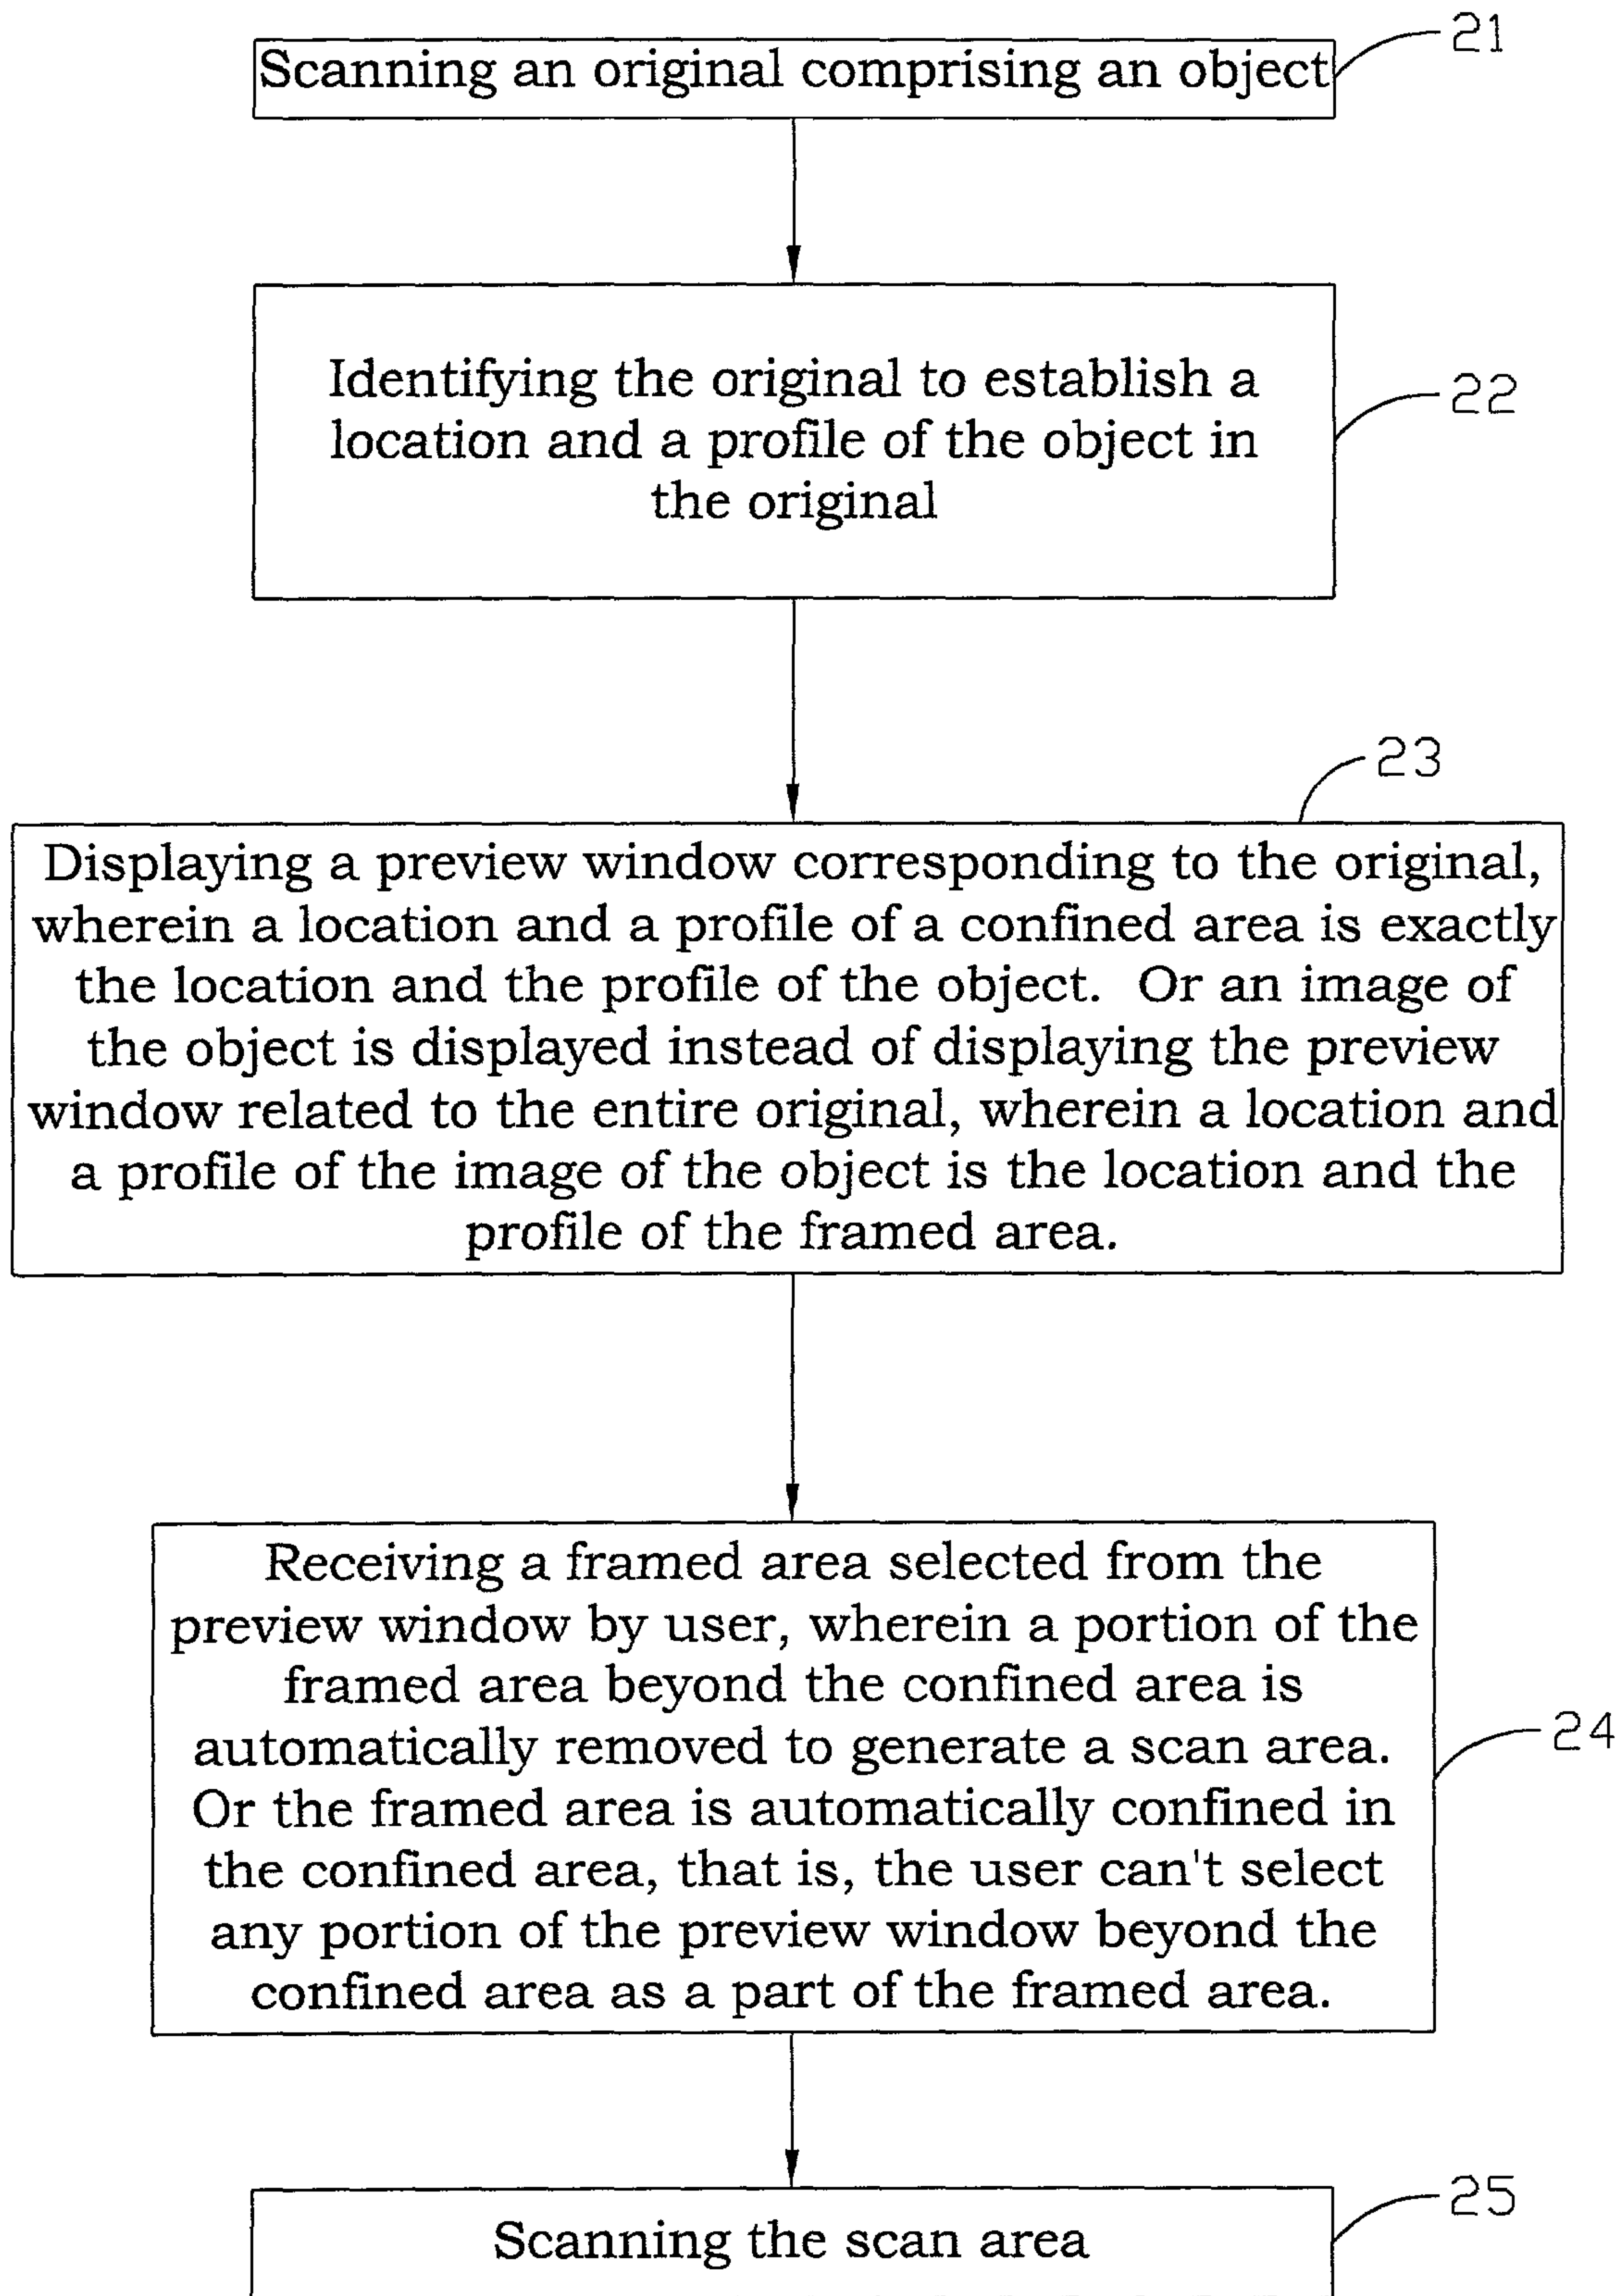 21
Scanning an original comprising an object
Identifying the original to establish a
location and a profile of the object in
the original
22
23
Displaying a preview window corresponding to the original,
wherein a location and a profile of a confined area is exactly
the location and the profile of the object. Or an image of
the object is displayed instead of displaying the preview
window related to the entire original, wherein a location and
a profile of the image of the object is the location and the
profile of the framed area.
Receiving a framed area selected from the
preview window by user, wherein a portion of the
framed area beyond the confined area is
automatically removed to generate a scan area.
Or the framed area is automatically confined in
the confined area, that is, the user can't select
any portion of the preview window beyond the
confined area as a part of the framed area.
24
25
Scanning the scan area